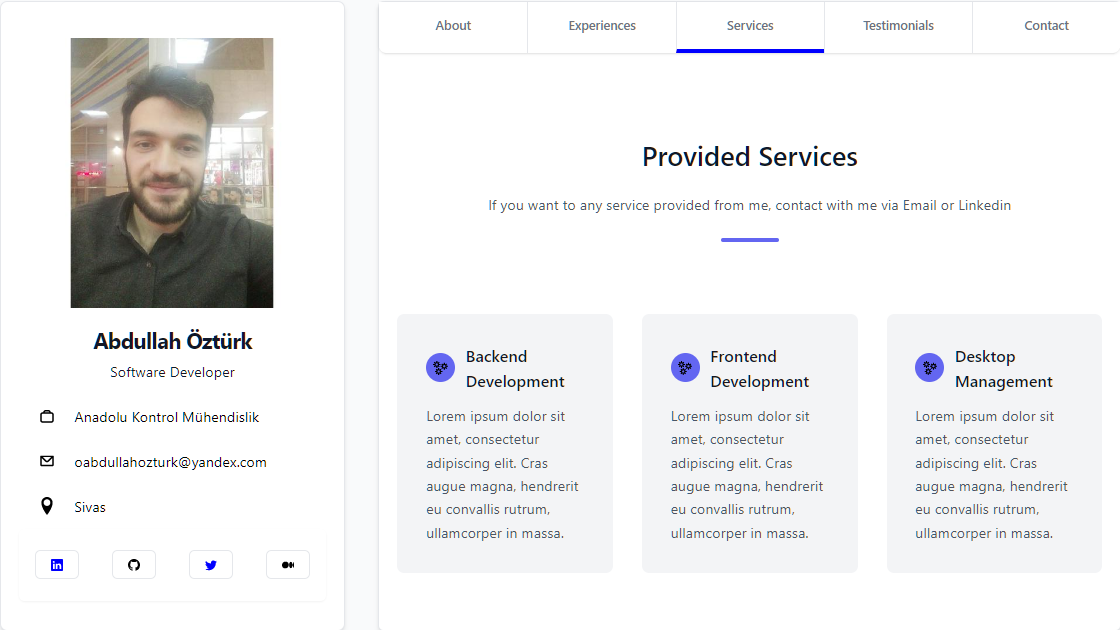 Abdullah Öztürk
Software Developer
Anadolu Kontrol Mühendislik
oabdullahozturk@yandex.com
Sivas
About
Experiences
Services
Testimonials
Contact
Provided Services
If you want to any service provided from me, contact with me via Email or Linkedin
Backend
Development
Lorem ipsum dolor sit
amet, consectetur
adipiscing elit. Cras
augue magna, hendrerit
eu convallis rutrum,
ullamcorper in massa.
Frontend
Development
Lorem ipsum dolor sit
amet, consectetur
adipiscing elit. Cras
augue magna, hendrerit
eu convallis rutrum,
ullamcorper in massa.
Desktop
Management
Lorem ipsum dolor sit
amet, consectetur
adipiscing elit. Cras
augue magna, hendrerit
eu convallis rutrum,
ullamcorper in massa.